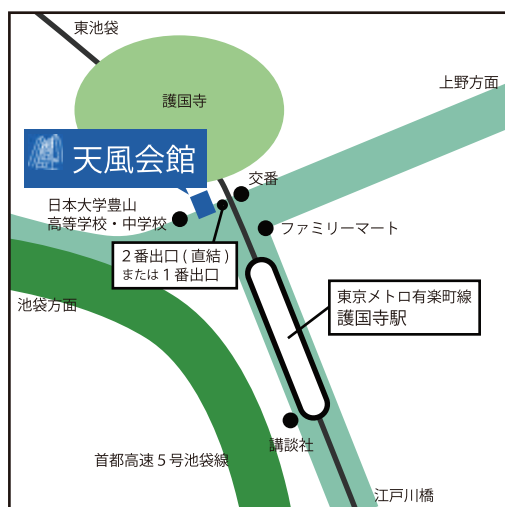 東池袋
上野方面
護国寺
天風会館
交番
日本大学豊山
高等学校・中学校
ファミリーマート
2番出口(直結)
または1番出口
池袋方面
東京メトロ有楽町線
護国寺駅
講談社
首都高速5号池袋線
江戸川橋